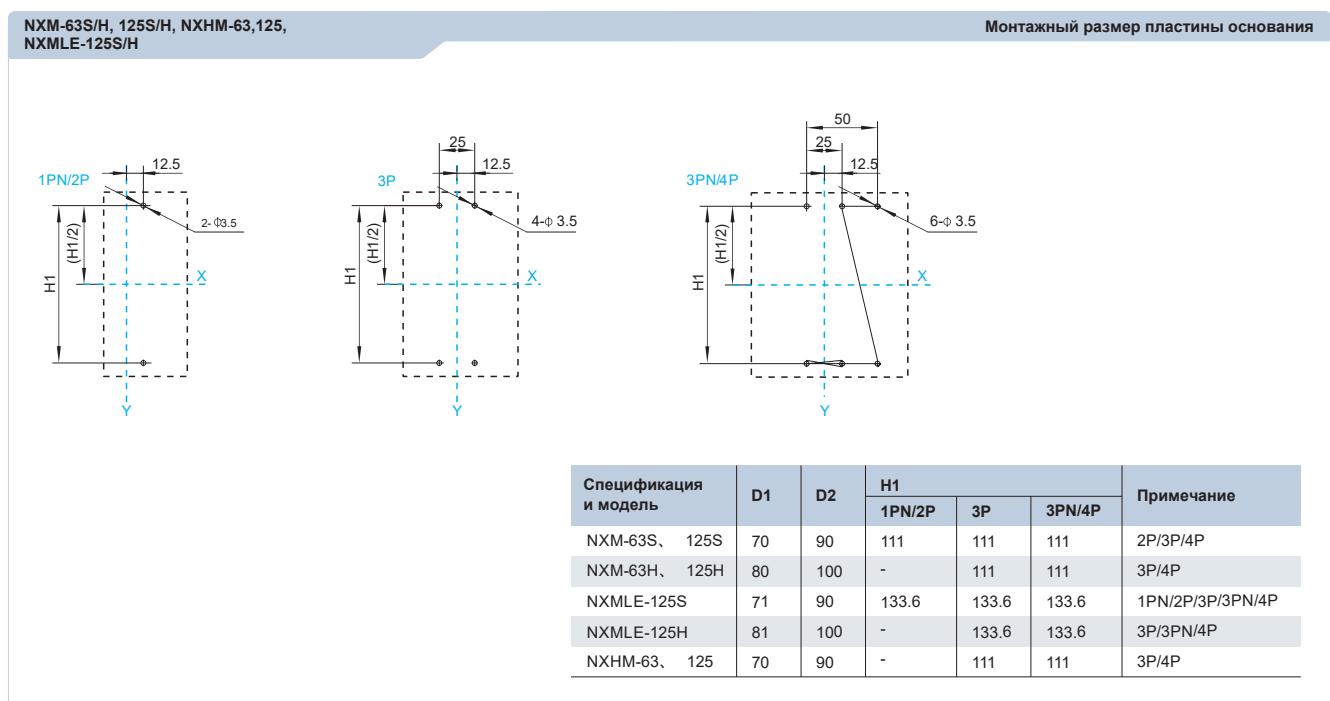 NXM-63S/H, 125S/H, NXHM-63,125,
NXMLE-125S/H
Монтажный размер пластины основания
1PN/2P
12.5
2-Φ3.5
(H1/2)
H1
X
Y
3P
25
12.5
4-Φ 3.5
(H1/2)
H1
X
Y
3PN/4P
50
25
12.5
6-Φ 3.5
(H1/2)
H1
X
Y
Спецификация и модель D1 D2 H1 Примечание
1PN/2P 3P 3PN/4P
NXM-63S、 125S 70 90 111 111 111 2P/3P/4P
NXM-63H、 125H 80 100 - 111 111 3P/4P
NXMLE-125S 71 90 133.6 133.6 133.6 1PN/2P/3P/3PN/4P
NXMLE-125H 81 100 - 133.6 133.6 3P/3PN/4P
NXHM-63、 125 70 90 - 111 111 3P/4P